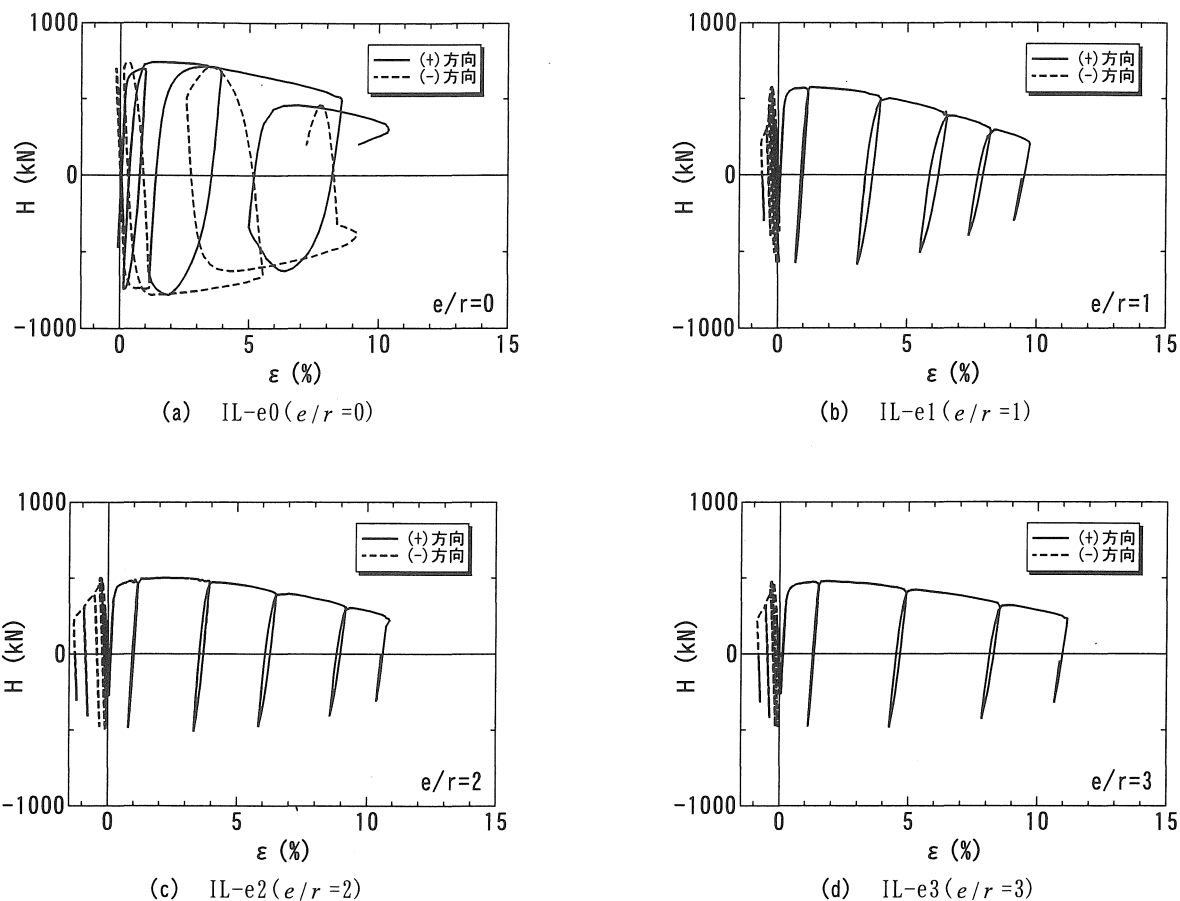 1000
0
-1000
H (kN)
(+)方向
(-)方向
e/r=0
0
5
10
15
ε (%)
(a) IL-e0(e/r=0)
1000
0
-1000
H (kN)
(+)方向
(-)方向
e/r=1
0
5
10
15
ε (%)
(b) IL-e1(e/r=1)
1000
0
-1000
H (kN)
(+)方向
(-)方向
e/r=2
0
5
10
15
ε (%)
(c) IL-e2(e/r=2)
1000
0
-1000
H (kN)
(+)方向
(-)方向
e/r=3
0
5
10
15
ε (%)
(d) IL-e3(e/r=3)